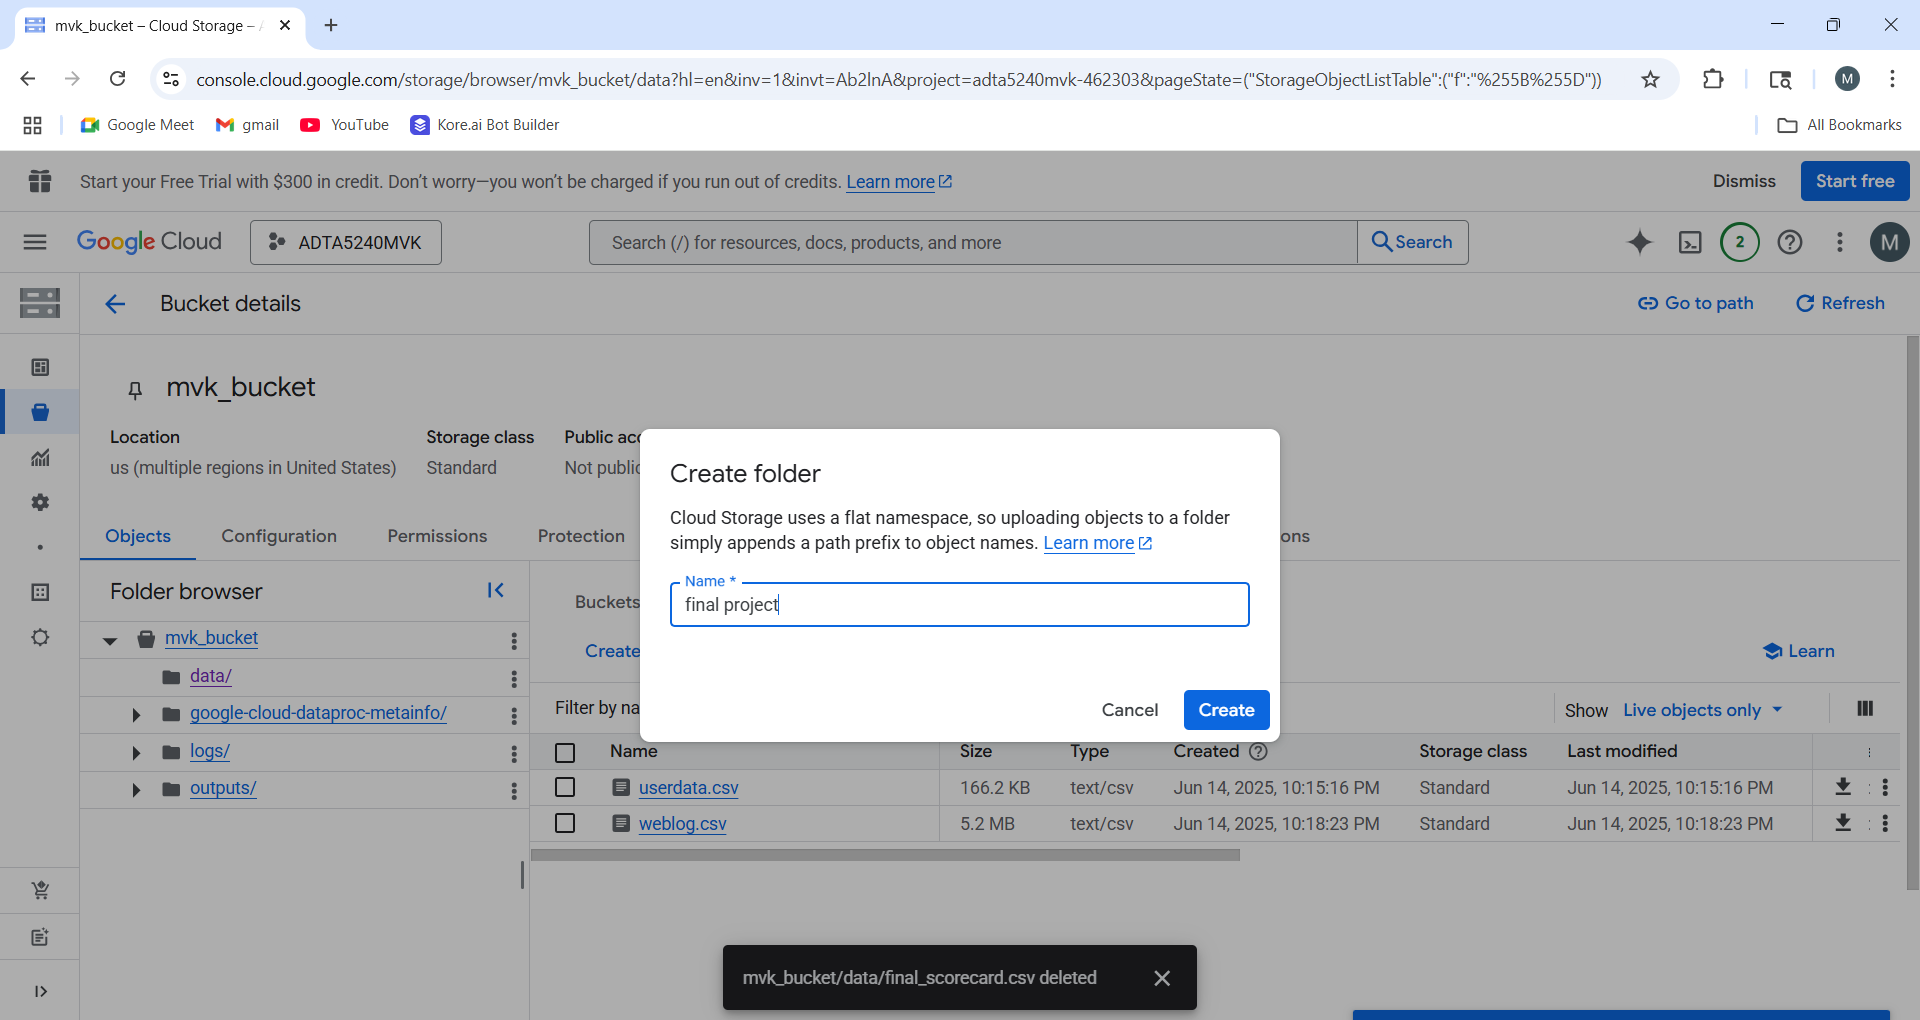 mvk_bucket – Cloud Storage –
console.cloud.google.com/storage/browser/mvk_bucket/data?hl=en&inv=1&invt=Ab2lnA&project=adta5240mvk-462303&pageState=("StorageObjectListTable":("f":"%255B%255D"))
M
Google Meet
gmail
YouTube
Kore.ai Bot Builder
All Bookmarks
Start your Free Trial with $300 in credit. Don't worry—you won't be charged if you run out of credits. Learn more
Dismiss
Start free
Google Cloud
ADTA5240MVK
Search (/) for resources, docs, products, and more
Search
2
M
Bucket details
Go to path
Refresh
mvk_bucket
Location
Storage class
Public acc
us (multiple regions in United States)
Standard
Not public
Objects
Configuration
Permissions
Protection
ons
Create folder
Cloud Storage uses a flat namespace, so uploading objects to a folder
simply appends a path prefix to object names. Learn more
Name *
final project
Cancel
Create
Folder browser
mvk_bucket
data/
google-cloud-dataproc-metainfo/
logs/
outputs/
Buckets
Create
Learn
Filter by na
Show Live objects only
Name
Size
Type
Created
Storage class
Last modified
userdata.csv
166.2 KB
text/csv
Jun 14, 2025, 10:15:16 PM
Standard
Jun 14, 2025, 10:15:16 PM
weblog.csv
5.2 MB
text/csv
Jun 14, 2025, 10:18:23 PM
Standard
Jun 14, 2025, 10:18:23 PM
mvk_bucket/data/final_scorecard.csv deleted